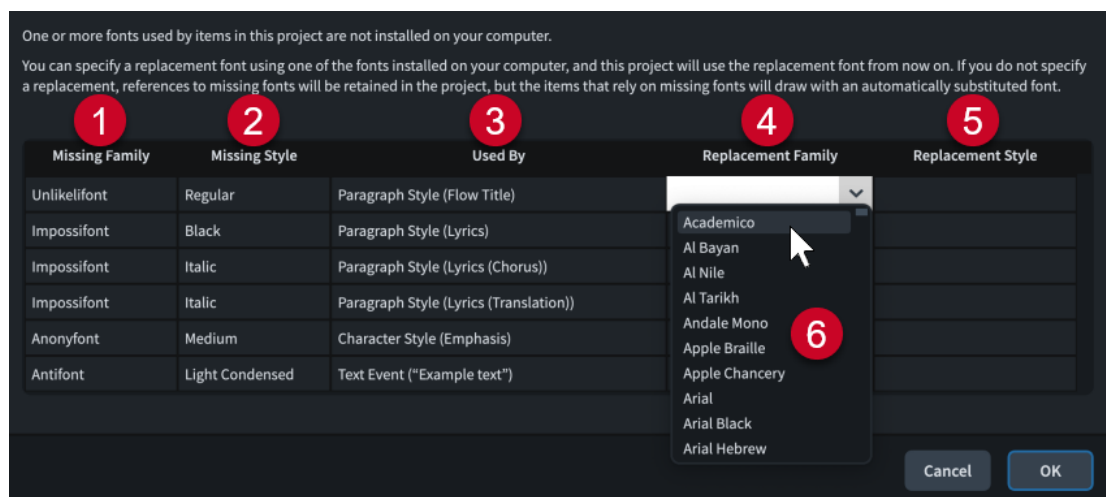 One or more fonts used by items in this project are not installed on your computer.
You can specify a replacement font using one of the fonts installed on your computer, and this project will use the replacement font from now on. If you do not specify
a replacement, references to missing fonts will be retained in the project, but the items that rely on missing fonts will draw with an automatically substituted font.
1 2 3 4 5
Missing Family Missing Style Used By Replacement Family Replacement Style
Unlikelifont Regular Paragraph Style (Flow Title)
Impossifont Black Paragraph Style (Lyrics)
Impossifont Italic Paragraph Style (Lyrics (Chorus))
Impossifont Italic Paragraph Style (Lyrics (Translation))
Anonyfont Medium Character Style (Emphasis)
Antifont Light Condensed Text Event (“Example text”)
Academico
Al Bayan
Al Nile
Al Tarikh
Andale Mono
6
Apple Braille
Apple Chancery
Arial
Arial Black
Arial Hebrew
Cancel OK